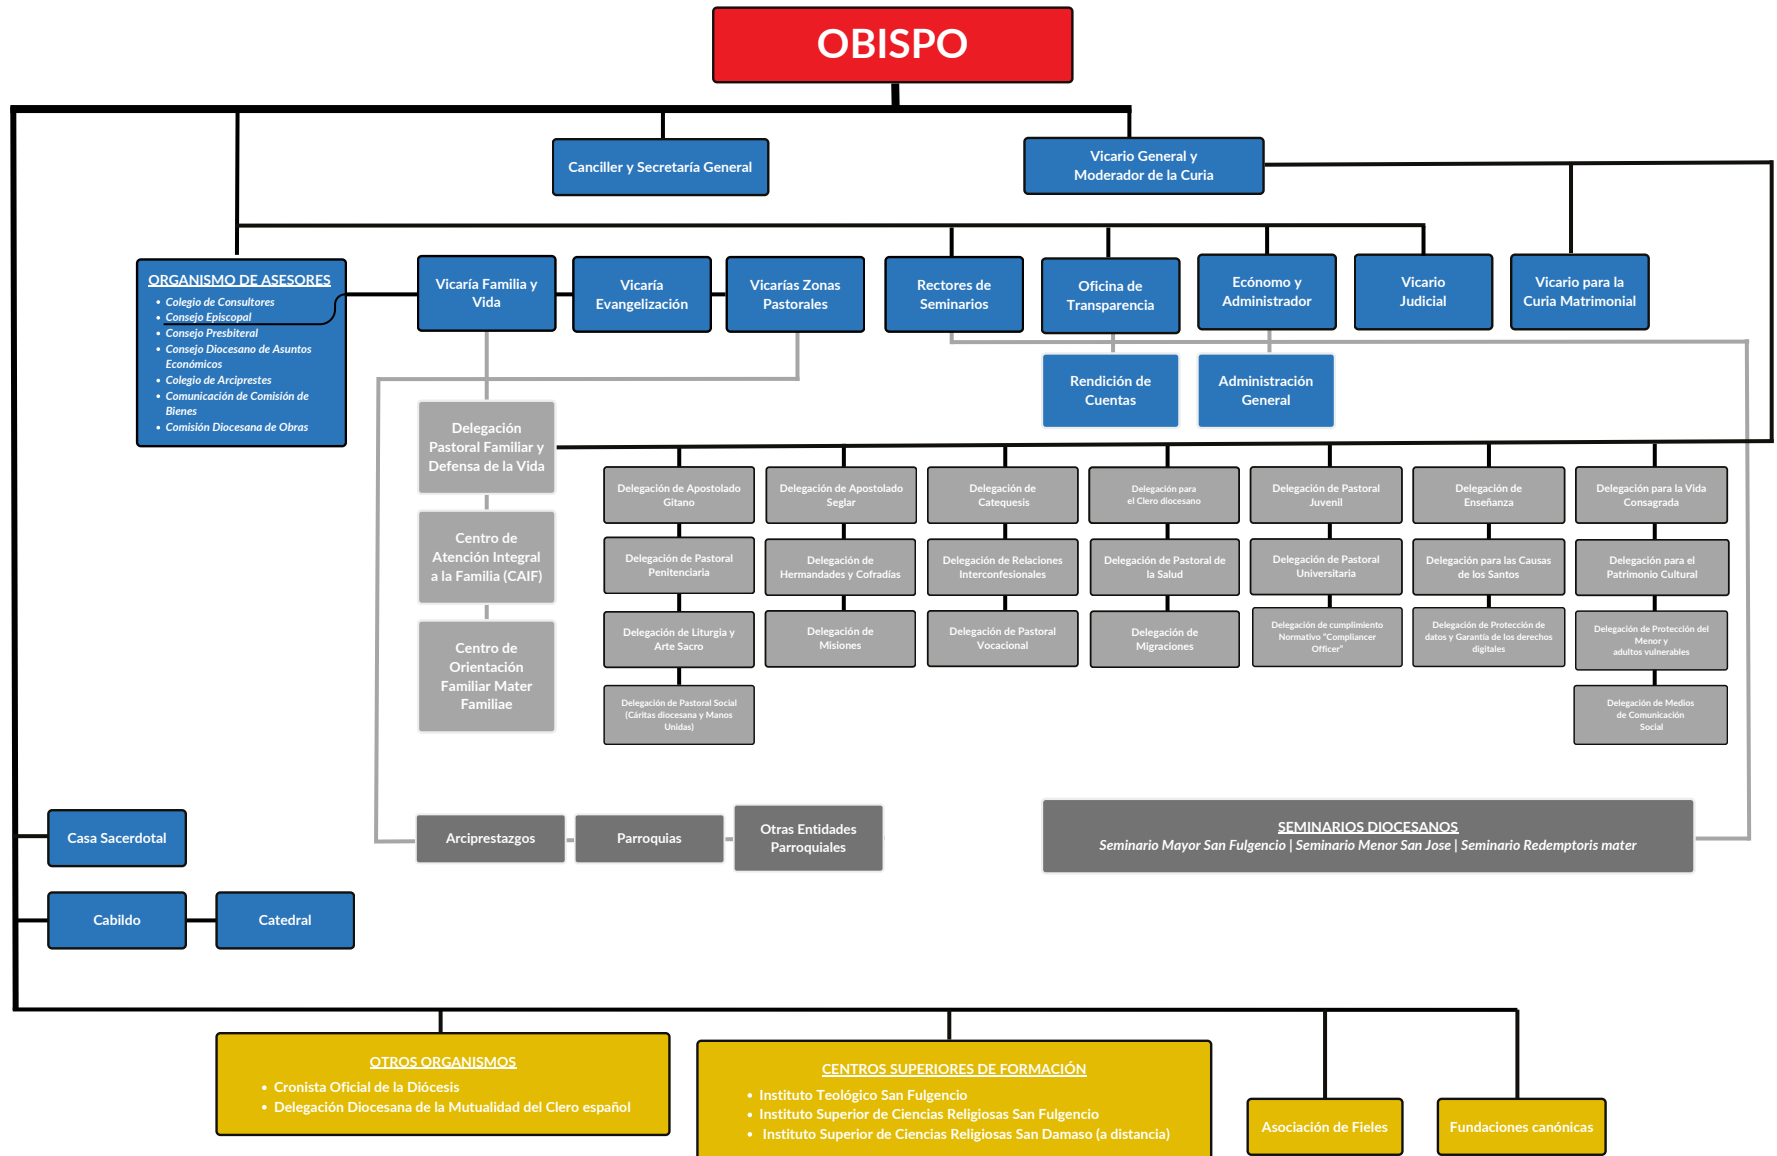 OBISPO
Canciller y Secretaría General
Vicario General y
Moderador de la Curia
ORGANISMO DE ASESORES
• Colegio de Consultores
• Consejo Episcopal
• Consejo Presbiteral
• Consejo Diocesano de Asuntos
Económicos
• Colegio de Arciprestes
• Comunicación de Comisión de
Bienes
• Comisión Diocesana de Obras
Vicaría Familia y
Vida
Vicaría
Evangelización
Vicarías Zonas
Pastorales
Rectores de
Seminarios
Oficina de
Transparencia
Ecónomo y
Administrador
Vicario
Judicial
Vicario para la
Curia Matrimonial
Rendición de
Cuentas
Administración
General
Delegación
Pastoral Familiar y
Defensa de la Vida
Centro de
Atención Integral
a la Familia (CAIF)
Centro de
Orientación
Familiar Mater
Familiae
Delegación de Apostolado
Gitano
Delegación de Apostolado
Seglar
Delegación de
Catequesis
Delegación para
el Clero diocesano
Delegación de Pastoral
Juvenil
Delegación de
Enseñanza
Delegación para la Vida
Consagrada
Delegación de Pastoral
Penitenciaria
Delegación de
Hermandades y Cofradías
Delegación de Relaciones
Interconfesionales
Delegación de Pastoral de
la Salud
Delegación de Pastoral
Universitaria
Delegación para las Causas
de los Santos
Delegación para el
Patrimonio Cultural
Delegación de Liturgia y
Arte Sacro
Delegación de
Misiones
Delegación de Pastoral
Vocacional
Delegación de
Migraciones
Delegación de cumplimiento
Normativo "Compliancer
Officer"
Delegación de Protección de
datos y Garantía de los derechos
digitales
Delegación de Protección del
Menor y
adultos vulnerables
Delegación de Pastoral Social
(Cáritas diocesana y Manos
Unidas)
Delegación de Medios
de Comunicación
Social
Casa Sacerdotal
Arciprestazgos
Parroquias
Otras Entidades
Parroquiales
SEMINARIOS DIOCESANOS
Seminario Mayor San Fulgencio | Seminario Menor San Jose | Seminario Redemptoris mater
Cabildo
Catedral
OTROS ORGANISMOS
• Cronista Oficial de la Diócesis
• Delegación Diocesana de la Mutualidad del Clero español
CENTROS SUPERIORES DE FORMACIÓN
• Instituto Teológico San Fulgencio
• Instituto Superior de Ciencias Religiosas San Fulgencio
• Instituto Superior de Ciencias Religiosas San Damaso (a distancia)
Asociación de Fieles
Fundaciones canónicas